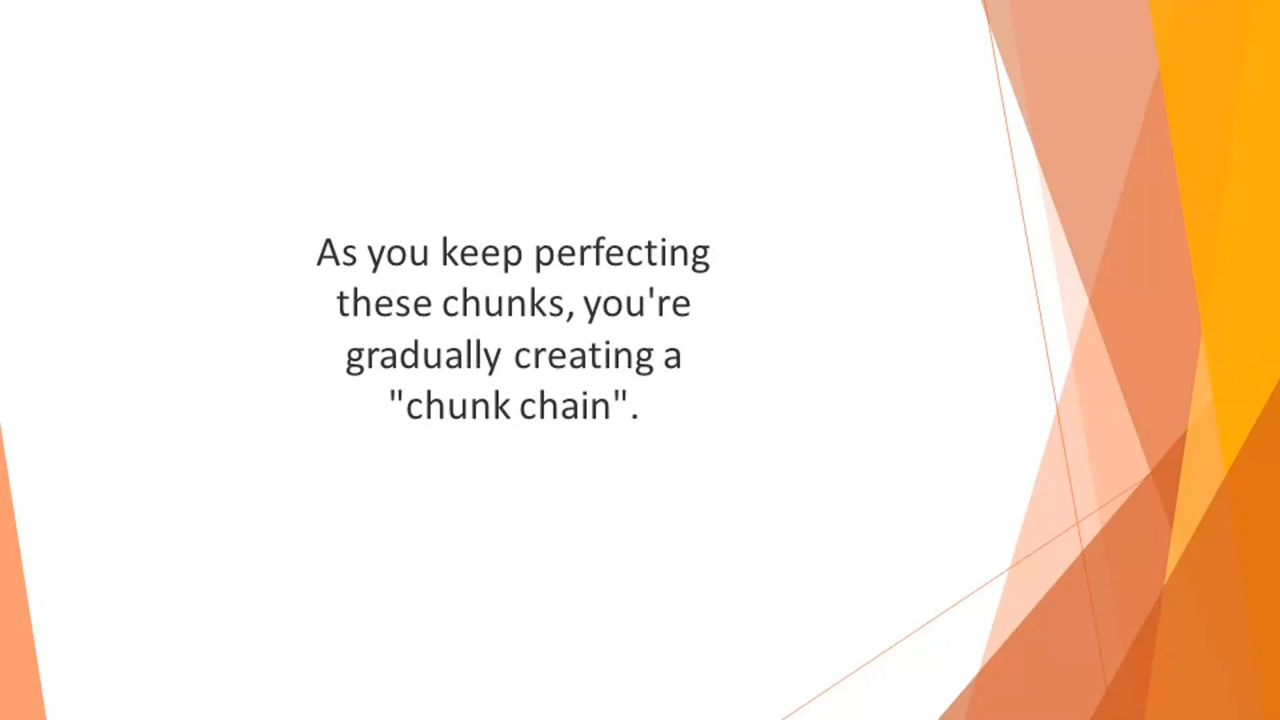 As you keep perfecting
these chunks, you're
gradually creating a
"chunk chain".